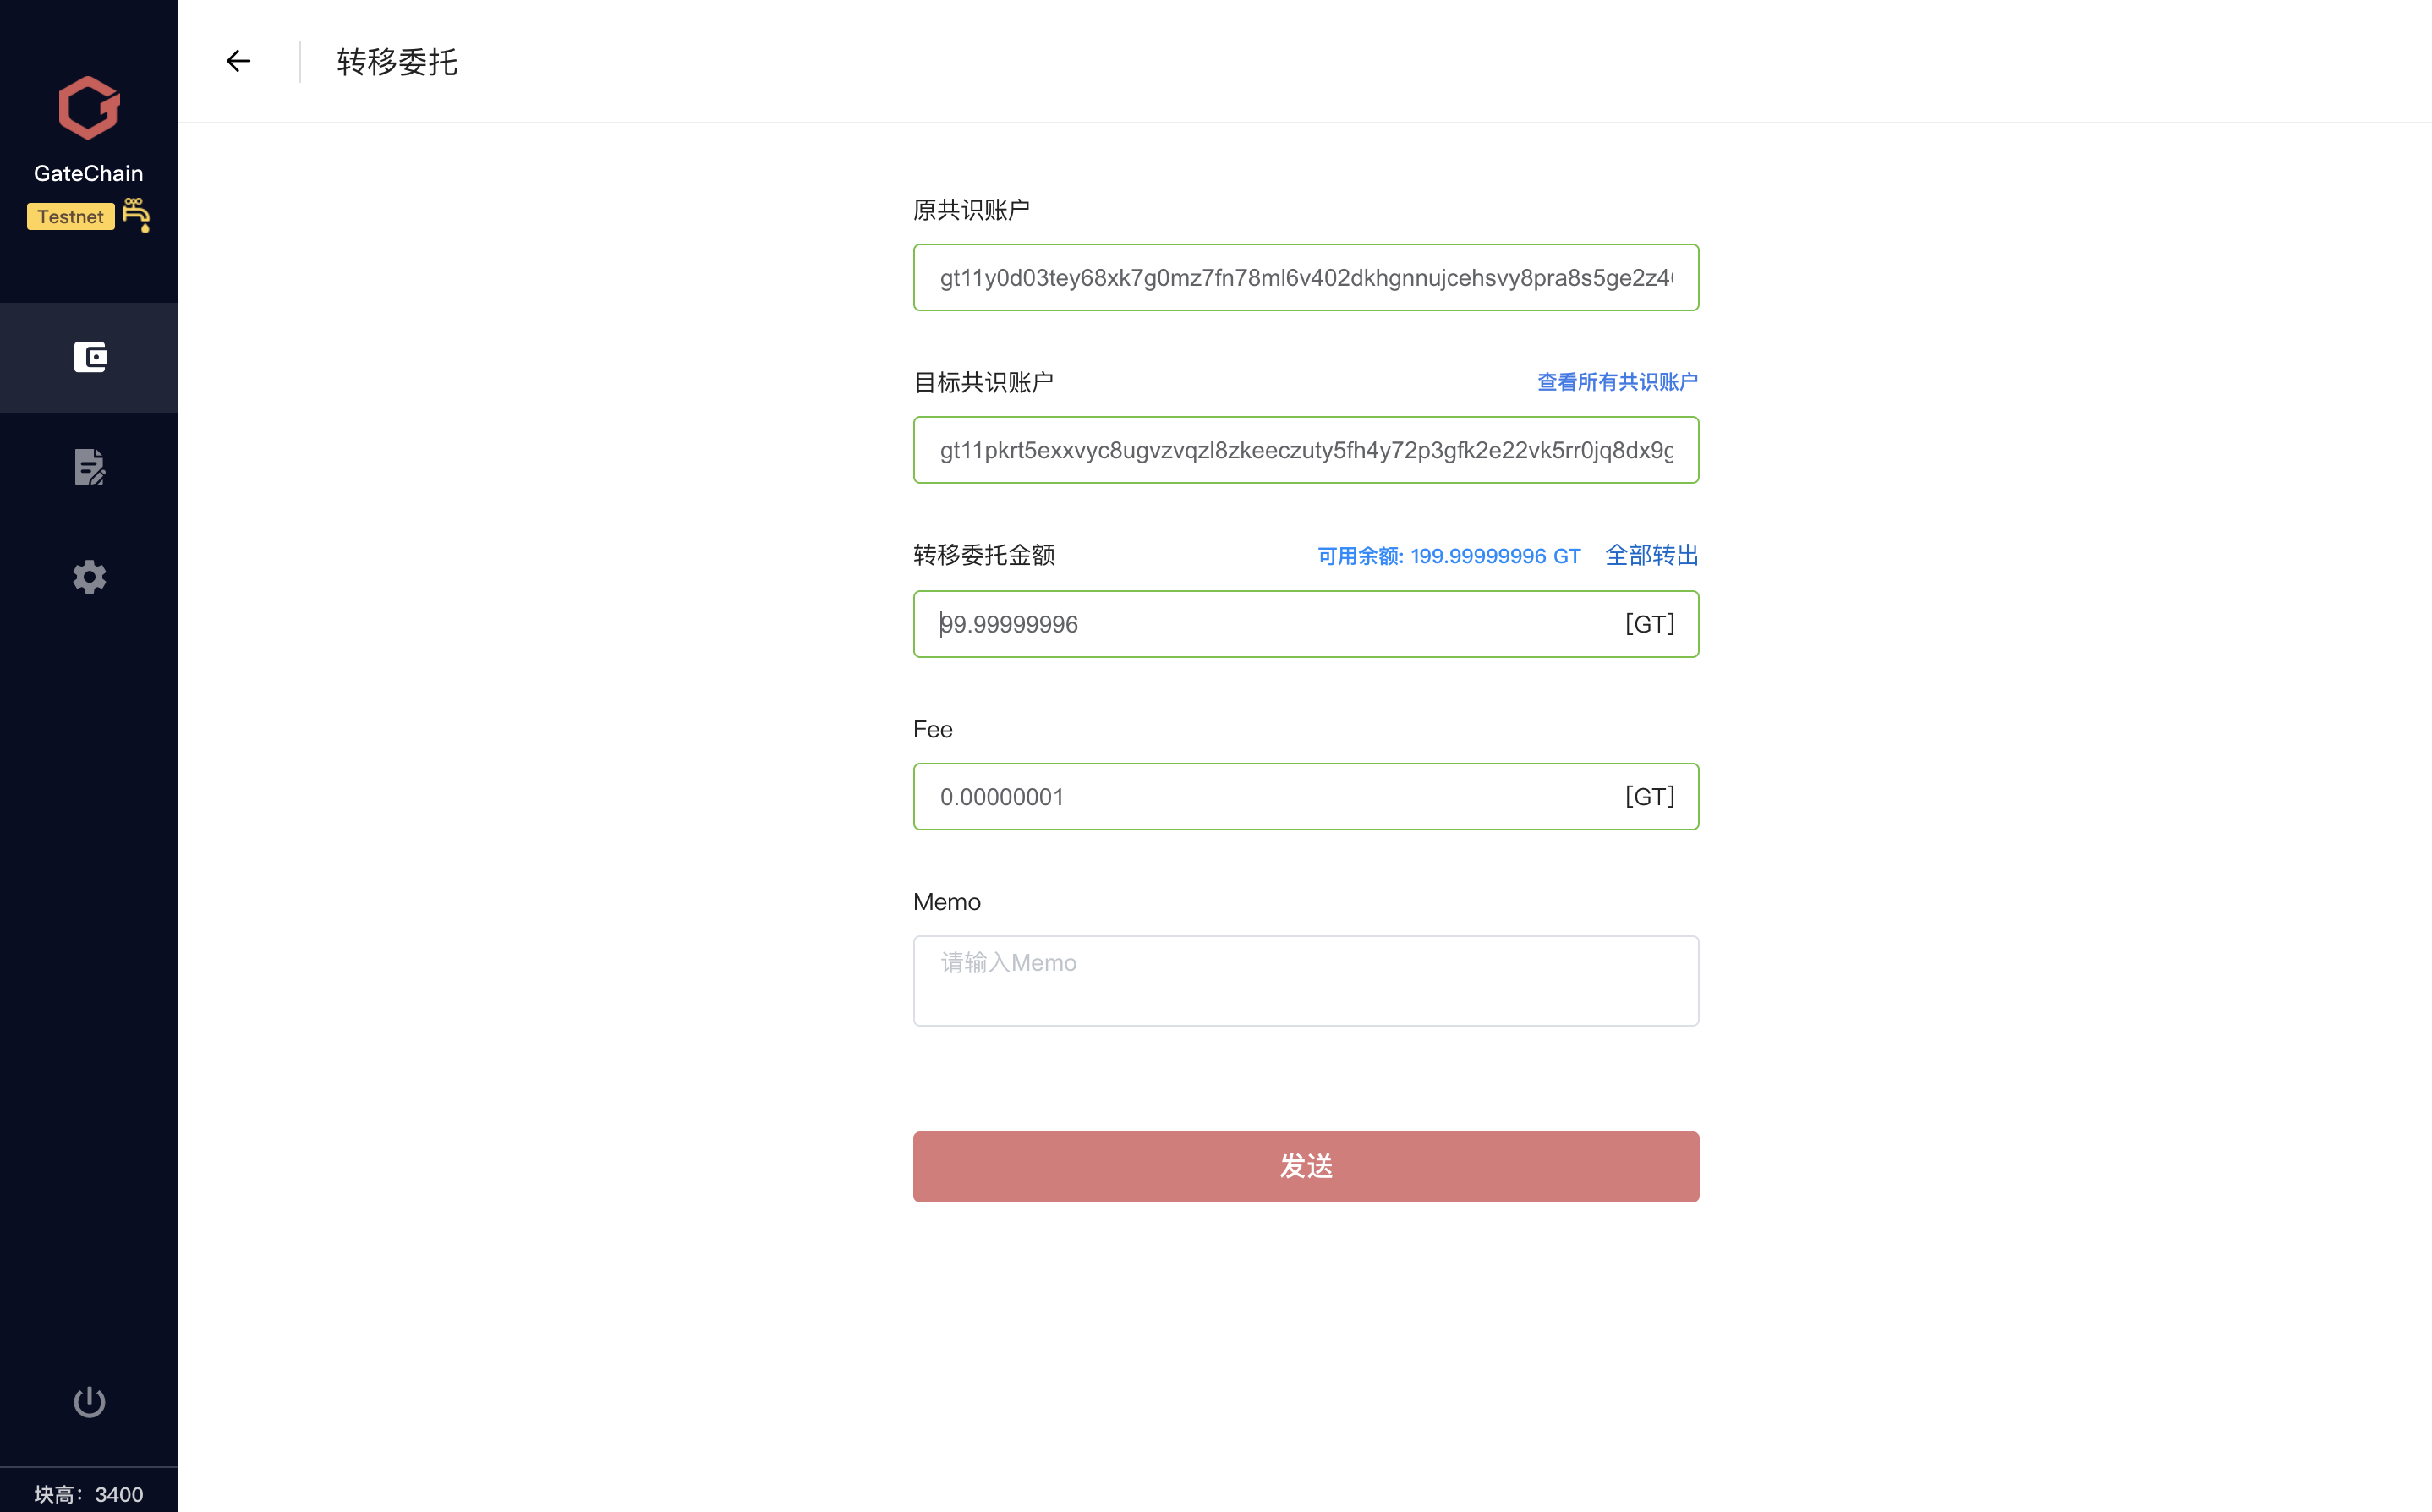 转移委托
GateChain
Testnet
原共识账户
gt11y0d03tey68xk7g0mz7fn78ml6v402dkhgnnujcehsvy8pra8s5ge2z4
目标共识账户
查看所有共识账户
gt11pkrt5exxvyc8ugvzvqzl8zkeeczuty5fh4y72p3gfk2e22vk5rr0jq8dx9g
转移委托金额
可用余额: 199.99999996 GT
全部转出
99.99999996
[GT]
Fee
0.00000001
[GT]
Memo
请输入Memo
发送
块高：3400